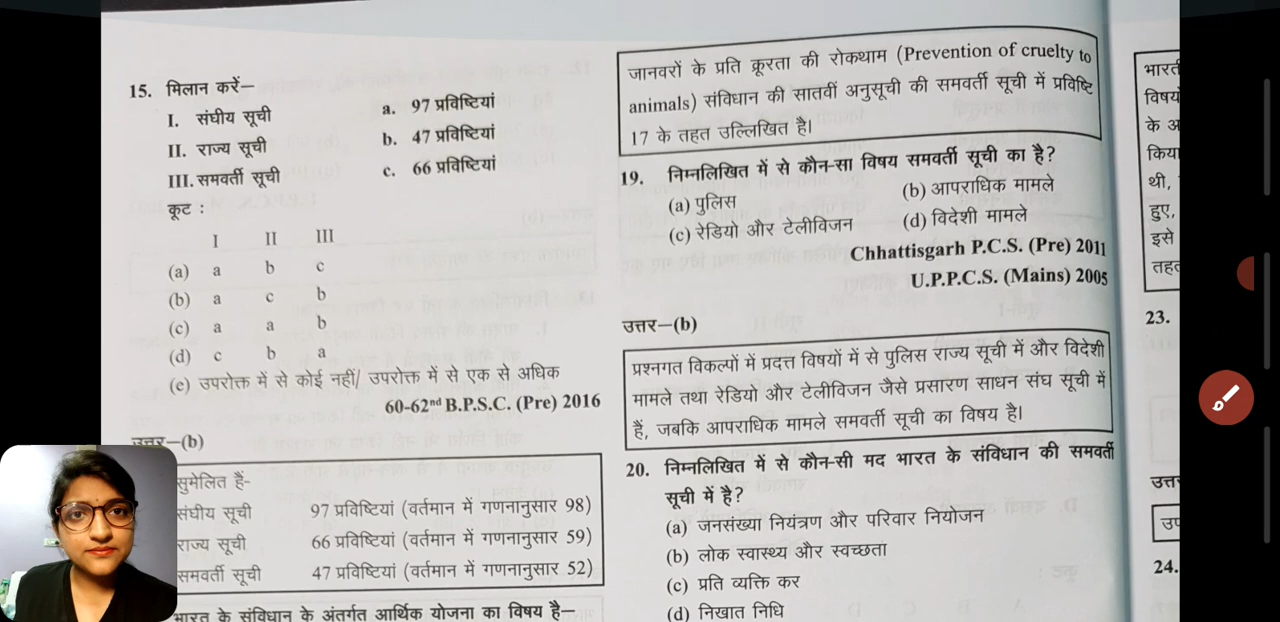 15. मिलान करें–
I. संघीय सूची a. 97 प्रविष्टियां
II. राज्य सूची b. 47 प्रविष्टियां
III. समवर्ती सूची c. 66 प्रविष्टियां
कूट :
I II III
(a) a b c
(b) a c b
(c) a a b
(d) c b a
(e) उपरोक्त में से कोई नहीं/ उपरोक्त में से एक से अधिक
60-62nd B.P.S.C. (Pre) 2016
उत्तर–(b)
सुमेलित हैं-
संघीय सूची 97 प्रविष्टियां (वर्तमान में गणनानुसार 98)
राज्य सूची 66 प्रविष्टियां (वर्तमान में गणनानुसार 59)
समवर्ती सूची 47 प्रविष्टियां (वर्तमान में गणनानुसार 52)
भारत के संविधान के अंतर्गत आर्थिक योजना का विषय है–
जानवरों के प्रति क्रूरता की रोकथाम (Prevention of cruelty to
animals) संविधान की सातवीं अनुसूची की समवर्ती सूची में प्रविष्टि
17 के तहत उल्लिखित है।
19. निम्नलिखित में से कौन-सा विषय समवर्ती सूची का है?
(a) पुलिस (b) आपराधिक मामले
(c) रेडियो और टेलीविजन (d) विदेशी मामले
Chhattisgarh P.C.S. (Pre) 2011
U.P.P.C.S. (Mains) 2005
उत्तर–(b)
प्रश्नगत विकल्पों में प्रदत्त विषयों में से पुलिस राज्य सूची में और विदेशी
मामले तथा रेडियो और टेलीविजन जैसे प्रसारण साधन संघ सूची में
हैं, जबकि आपराधिक मामले समवर्ती सूची का विषय है।
20. निम्नलिखित में से कौन-सी मद भारत के संविधान की समवर्ती
सूची में है?
(a) जनसंख्या नियंत्रण और परिवार नियोजन
(b) लोक स्वास्थ्य और स्वच्छता
(c) प्रति व्यक्ति कर
(d) निखात निधि
के अ
किया
थी,
हुए,
इसे
तहत
23.
24.